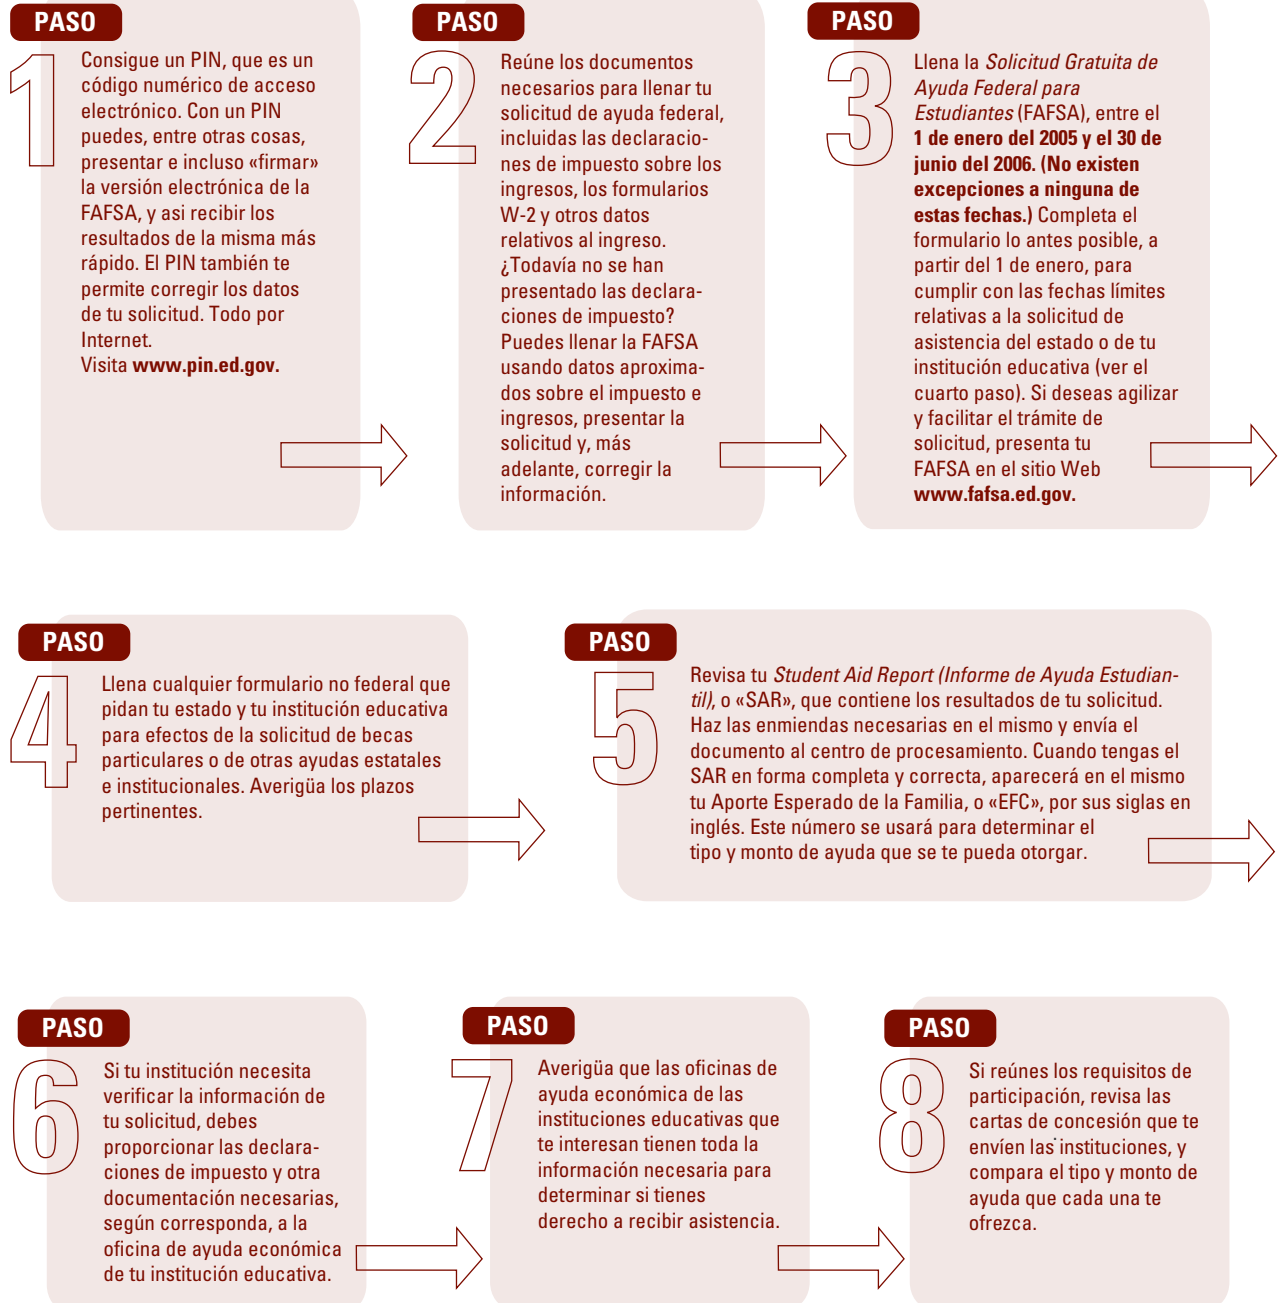 PASO
1
Consigue un PIN, que es un
código numérico de acceso
electrónico. Con un PIN
puedes, entre otras cosas,
presentar e incluso «firmar»
la versión electrónica de la
FAFSA, y asi recibir los
resultados de la misma más
rápido. El PIN también te
permite corregir los datos
de tu solicitud. Todo por
Internet.
Visita www.pin.ed.gov.
PASO
2
Reúne los documentos
necesarios para llenar tu
solicitud de ayuda federal,
incluidas las declaracio-
nes de impuesto sobre los
ingresos, los formularios
W-2 y otros datos
relativos al ingreso.
¿Todavía no se han
presentado las declara-
ciones de impuesto?
Puedes llenar la FAFSA
usando datos aproxima-
dos sobre el impuesto e
ingresos, presentar la
solicitud y, más
adelante, corregir la
información.
PASO
3
Llena la Solicitud Gratuita de
Ayuda Federal para
Estudiantes (FAFSA), entre el
1 de enero del 2005 y el 30 de
junio del 2006. (No existen
excepciones a ninguna de
estas fechas.) Completa el
formulario lo antes posible, a
partir del 1 de enero, para
cumplir con las fechas límites
relativas a la solicitud de
asistencia del estado o de tu
institución educativa (ver el
cuarto paso). Si deseas agilizar
y facilitar el trámite de
solicitud, presenta tu
FAFSA en el sitio Web
www.fafsa.ed.gov.
PASO
4
Llena cualquier formulario no federal que
pidan tu estado y tu institución educativa
para efectos de la solicitud de becas
particulares o de otras ayudas estatales
e institucionales. Averigüa los plazos
pertinentes.
PASO
5
Revisa tu Student Aid Report (Informe de Ayuda Estudian-
til), o «SAR», que contiene los resultados de tu solicitud.
Haz las enmiendas necesarias en el mismo y envía el
documento al centro de procesamiento. Cuando tengas el
SAR en forma completa y correcta, aparecerá en el mismo
tu Aporte Esperado de la Familia, o «EFC», por sus siglas en
inglés. Este número se usará para determinar el
tipo y monto de ayuda que se te pueda otorgar.
PASO
6
Si tu institución necesita
verificar la información de
tu solicitud, debes
proporcionar las declara-
ciones de impuesto y otra
documentación necesarias,
según corresponda, a la
oficina de ayuda económica
de tu institución educativa.
PASO
7
Averigüa que las oficinas de
ayuda económica de las
instituciones educativas que
te interesan tienen toda la
información necesaria para
determinar si tienes
derecho a recibir asistencia.
PASO
8
Si reúnes los requisitos de
participación, revisa las
cartas de concesión que te
envíen las instituciones, y
compara el tipo y monto de
ayuda que cada una te
ofrezca.